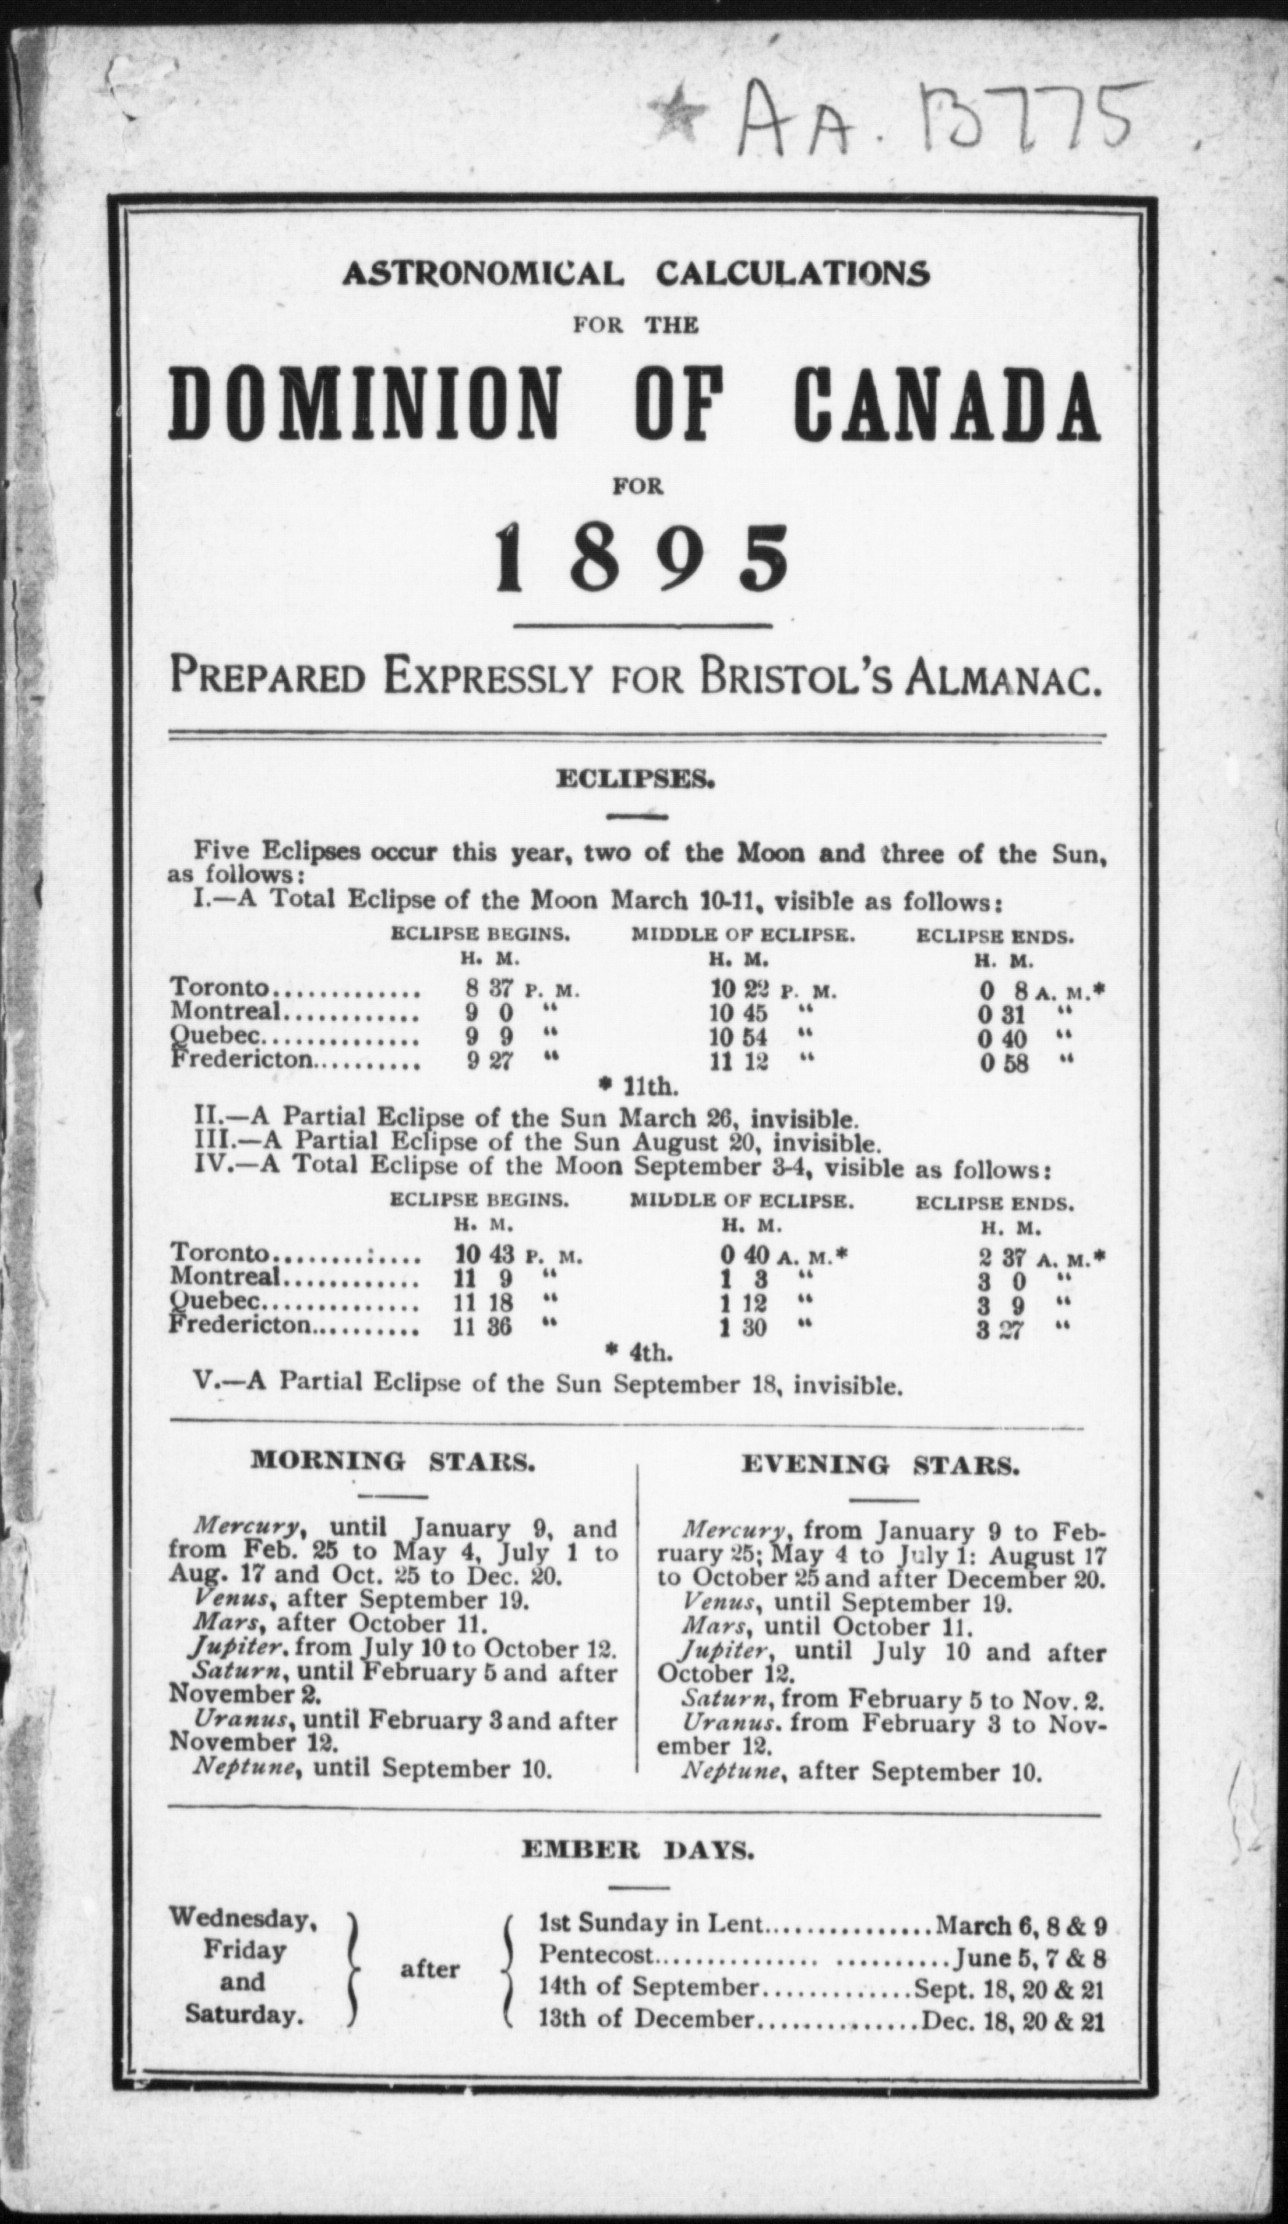 ★ AA. B775
ASTRONOMICAL CALCULATIONS
FOR THE
DOMINION OF CANADA
FOR
1895
PREPARED EXPRESSLY FOR BRISTOL'S ALMANAC.
ECLIPSES.
Five Eclipses occur this year, two of the Moon and three of the Sun,
as follows:
I.—A Total Eclipse of the Moon March 10-11, visible as follows:
ECLIPSE BEGINS. MIDDLE OF ECLIPSE. ECLIPSE ENDS.
H. M. H. M. H. M.
Toronto............. 8 37 P. M. 10 22 P. M. 0 8 A. M.*
Montreal............ 9 0 “ 10 45 “ 0 31 “
Quebec.............. 9 9 “ 10 54 “ 0 40 “
Fredericton.......... 9 27 “ 11 12 “ 0 58 “
* 11th.
II.—A Partial Eclipse of the Sun March 26, invisible.
III.—A Partial Eclipse of the Sun August 20, invisible.
IV.—A Total Eclipse of the Moon September 3-4, visible as follows:
ECLIPSE BEGINS. MIDDLE OF ECLIPSE. ECLIPSE ENDS.
H. M. H. M. H. M.
Toronto........:.... 10 43 P. M. 0 40 A. M.* 2 37 A. M.*
Montreal............ 11 9 “ 1 3 “ 3 0 “
Quebec.............. 11 18 “ 1 12 “ 3 9 “
Fredericton.......... 11 36 “ 1 30 “ 3 27 “
* 4th.
V.—A Partial Eclipse of the Sun September 18, invisible.
MORNING STARS.
Mercury, until January 9, and
from Feb. 25 to May 4, July 1 to
Aug. 17 and Oct. 25 to Dec. 20.
Venus, after September 19.
Mars, after October 11.
Jupiter. from July 10 to October 12.
Saturn, until February 5 and after
November 2.
Uranus, until February 3 and after
November 12.
Neptune, until September 10.
EVENING STARS.
Mercury, from January 9 to Feb-
ruary 25; May 4 to July 1: August 17
to October 25 and after December 20.
Venus, until September 19.
Mars, until October 11.
Jupiter, until July 10 and after
October 12.
Saturn, from February 5 to Nov. 2.
Uranus. from February 3 to Nov-
ember 12.
Neptune, after September 10.
EMBER DAYS.
Wednesday,
Friday
and
Saturday.
after
1st Sunday in Lent...............March 6, 8 & 9
Pentecost............... ..........June 5, 7 & 8
14th of September.............Sept. 18, 20 & 21
13th of December...............Dec. 18, 20 & 21